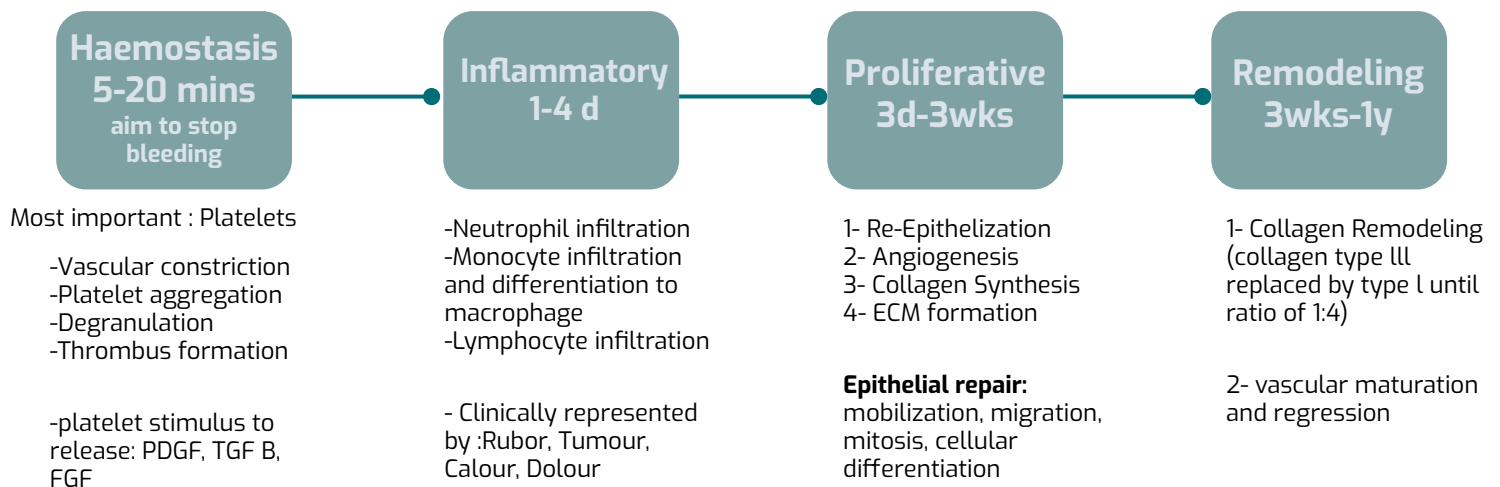 Haemostasis
5-20 mins
aim to stop
bleeding
Inflammatory
1-4 d
Proliferative
3d-3wks
Remodeling
3wks-1y
Most important : Platelets
-Vascular constriction
-Platelet aggregation
-Degranulation
-Thrombus formation
-platelet stimulus to
release: PDGF, TGF B,
FGF
-Neutrophil infiltration
-Monocyte infiltration
and differentiation to
macrophage
-Lymphocyte infiltration
- Clinically represented
by :Rubor, Tumour,
Calour, Dolour
1- Re-Epithelization
2- Angiogenesis
3- Collagen Synthesis
4- ECM formation
Epithelial repair:
mobilization, migration,
mitosis, cellular
differentiation
1- Collagen Remodeling
(collagen type lll
replaced by type l until
ratio of 1:4)
2- vascular maturation
and regression